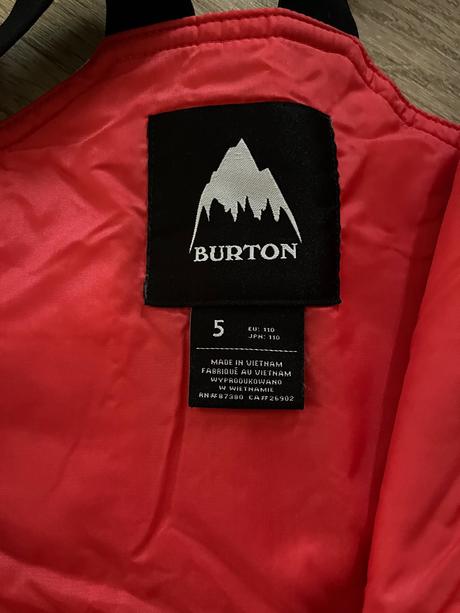 BURTON
5
EU: 110
JPN: 110
MADE IN VIETNAM
FABRIQUÉ AU VIETNAM
WYPRODUKOWANO
W WIETNAMIE
RN#87380 CA#26902